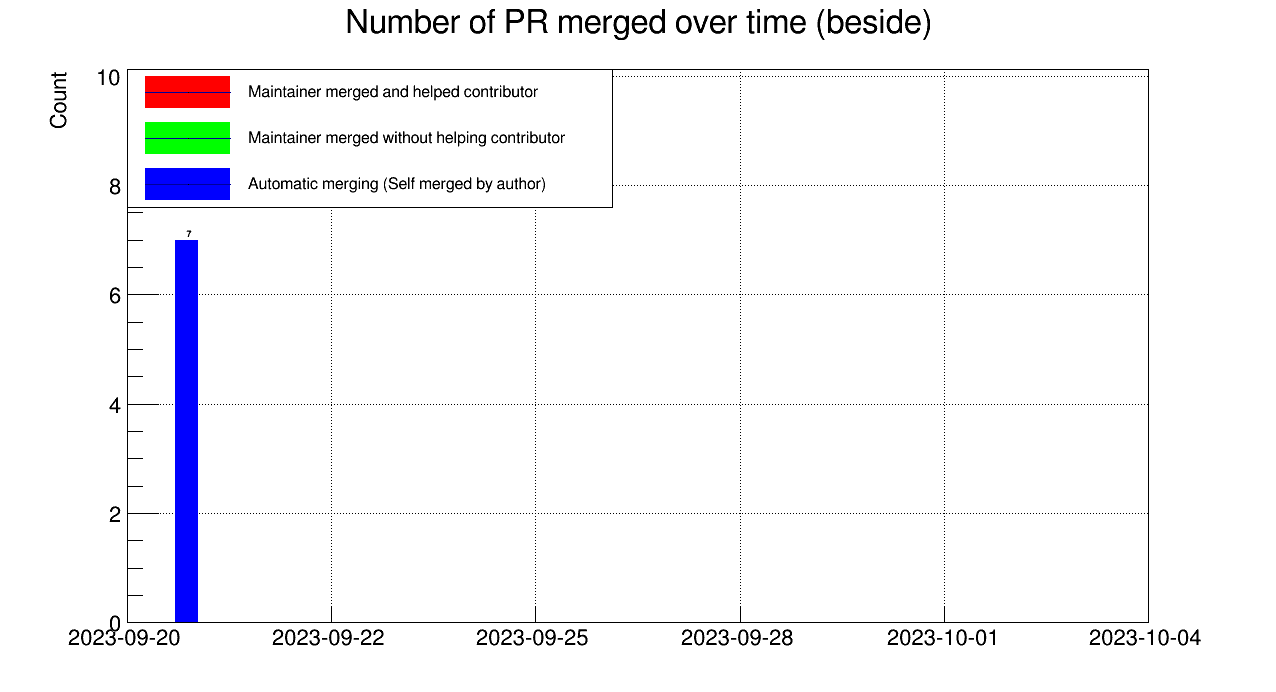 Number of PR merged over time (beside)
Count
10
8
6
4
2
0
Maintainer merged and helped contributor
Maintainer merged without helping contributor
Automatic merging (Self merged by author)
7
2023-09-20
2023-09-22
2023-09-25
2023-09-28
2023-10-01
2023-10-04